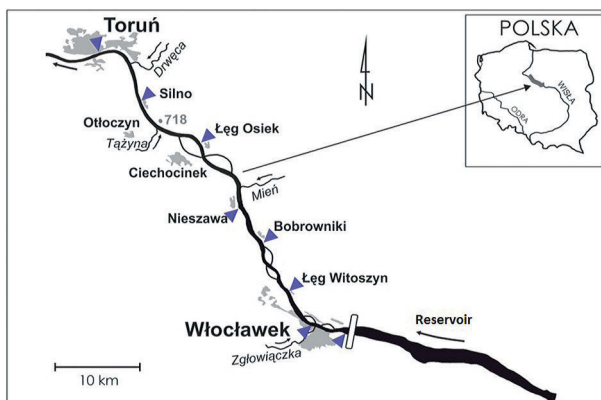 Toruń
Drwęca
Silno
Otłoczyn
718
Tążyna
Łęg Osiek
Ciechocinek
Mień
Nieszawa
Bobrowniki
Łęg Witoszyn
Włocławek
Zgłowiączka
Reservoir
10 km
N
POLSKA
WISŁA
ODRA